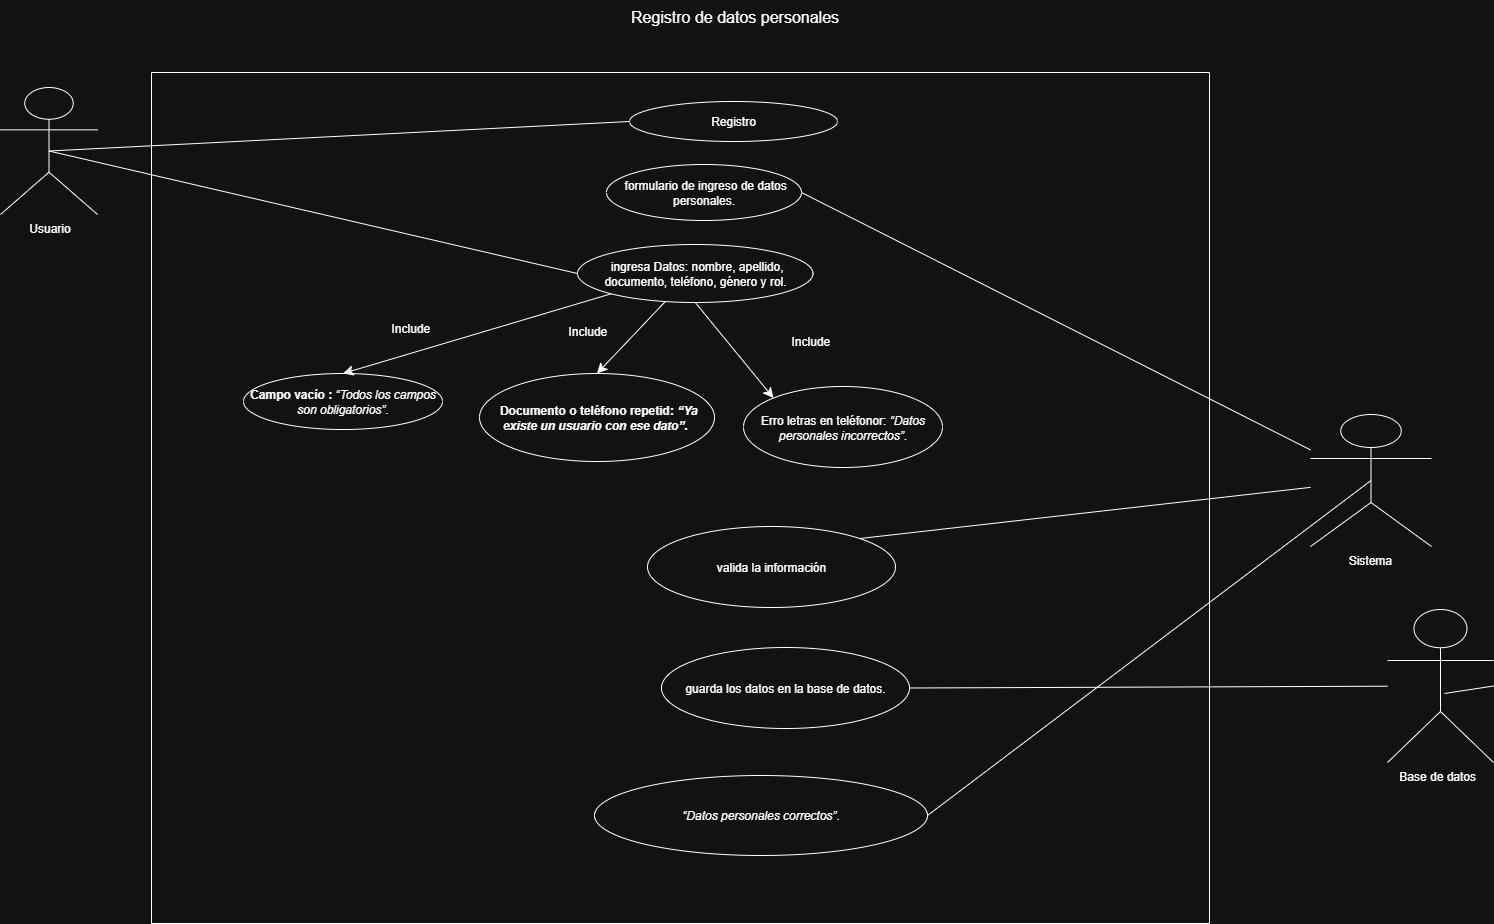 Registro de datos personales
Registro
Usuario
formulario de ingreso de datos
personales.
ingresa Datos: nombre, apellido,
documento, teléfono, género y rol.
Include
Include
Include
Campo vacío : “Todos los campos
son obligatorios”.
Documento o teléfono repetid: “Ya
existe un usuario con ese dato”.
Erro letras en teléfonor: “Datos
personales incorrectos”.
Sistema
valida la información
guarda los datos en la base de datos.
Base de datos
“Datos personales correctos”.